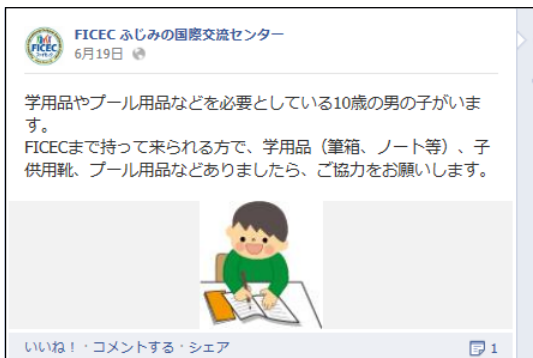 FICEC
FICEC ふじみの国際交流センター
6月19日
学用品やプール用品などを必要としている10歳の男の子がいま
す。
FICECまで持って来られる方で、学用品（筆箱、ノート等）、子
供用靴、プール用品などありましたら、ご協力をお願いします。
いいね！・コメントする・シェア
1